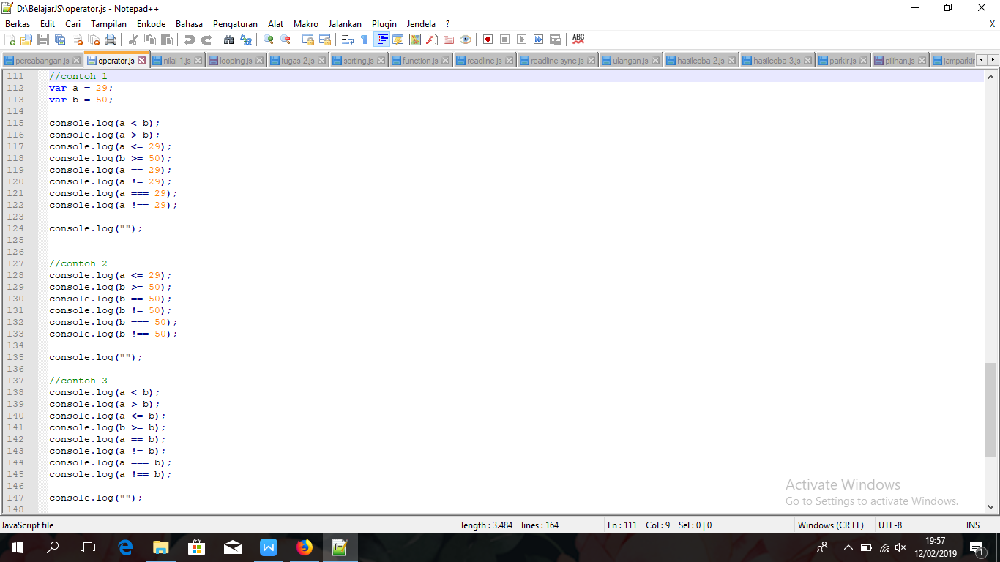 D:\BelajarJS\operator.js - Notepad++
Berkas Edit Cari Tampilan Enkode Bahasa Pengaturan Alat Makro Jalankan Plugin Jendela ? X
ABC
percabangan.js operator.js nilai-1.js looping.js tugas-2.js sorting.js function.js readline.js readline-sync.js ulangan.js hasilcoba-2.js hasilcoba-3.js parkir.js pilihan.js jamparkir
111 //contoh 1
112 var a = 29;
113 var b = 50;
114
115 console.log(a < b);
116 console.log(a > b);
117 console.log(a <= 29);
118 console.log(b >= 50);
119 console.log(a == 29);
120 console.log(a != 29);
121 console.log(a === 29);
122 console.log(a !== 29);
123
124 console.log("");
125
126
127 //contoh 2
128 console.log(a <= 29);
129 console.log(b >= 50);
130 console.log(b == 50);
131 console.log(b != 50);
132 console.log(b === 50);
133 console.log(b !== 50);
134
135 console.log("");
136
137 //contoh 3
138 console.log(a < b);
139 console.log(a > b);
140 console.log(a <= b);
141 console.log(b >= b);
142 console.log(a == b);
143 console.log(a != b);
144 console.log(a === b);
145 console.log(a !== b);
146
147 console.log("");
148
Activate Windows
Go to Settings to activate Windows.
JavaScript file length : 3.484 lines : 164 Ln : 111 Col : 9 Sel : 0 | 0 Windows (CR LF) UTF-8 INS
19:57
12/02/2019
1